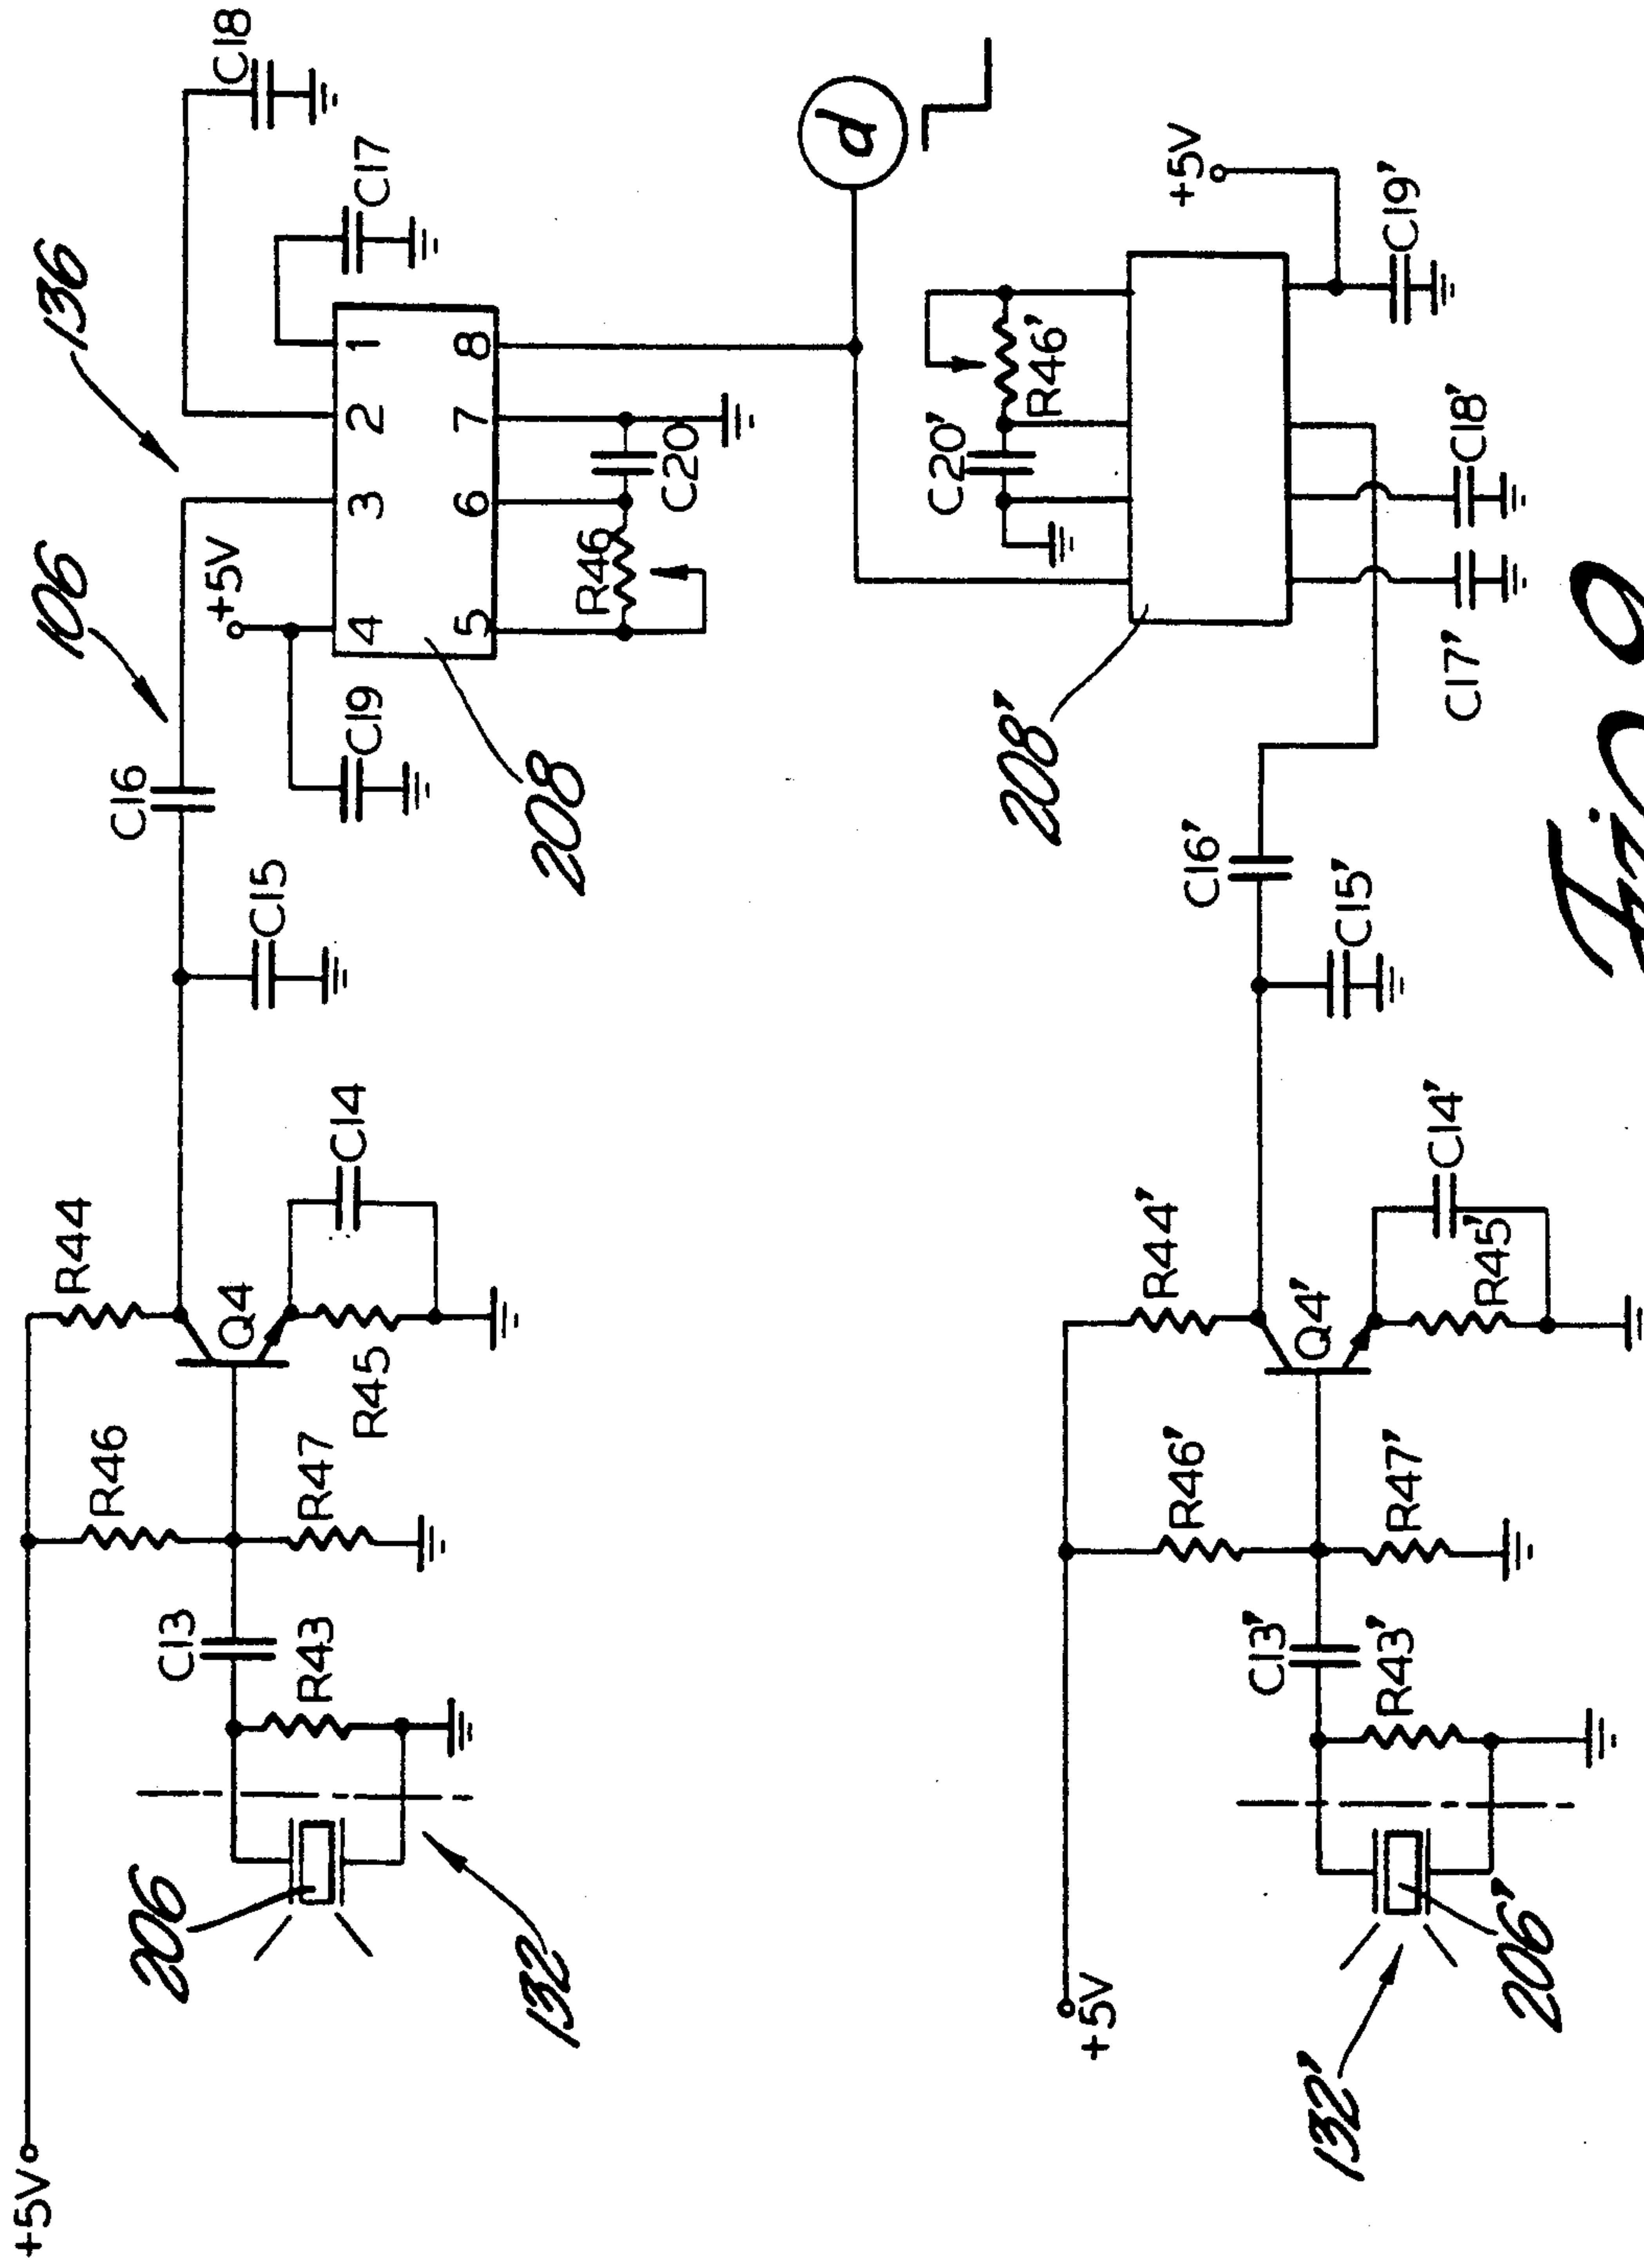 +5V
R44
R46
Q4
C13
R47
R45
C14
R43
206
132
C16
C15
106
136
+5V
C19
4 3 2 1
5 6 7 8
208
R46
C20
C17
C18
d
+5V
R44'
R46'
Q4'
C13'
R47'
R45'
C14'
R43'
206'
132'
C16'
C15'
208'
C20'
R46'
+5V
C19'
C18'
C17'
Fig. 9